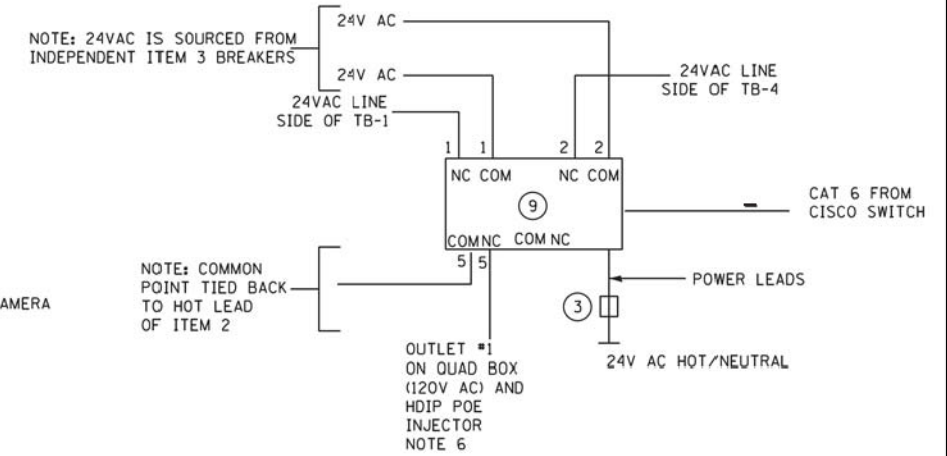 24V AC
NOTE: 24VAC IS SOURCED FROM
INDEPENDENT ITEM 3 BREAKERS
24V AC
24VAC LINE
SIDE OF TB-1
24VAC LINE
SIDE OF TB-4
1 1 2 2
NC COM NC COM
9
CAT 6 FROM
CISCO SWITCH
COM NC COM NC
5 5
NOTE: COMMON
POINT TIED BACK
TO HOT LEAD
OF ITEM 2
AMERA
POWER LEADS
3
24V AC HOT/NEUTRAL
OUTLET #1
ON QUAD BOX
(120V AC) AND
HDIP POE
INJECTOR
NOTE 6